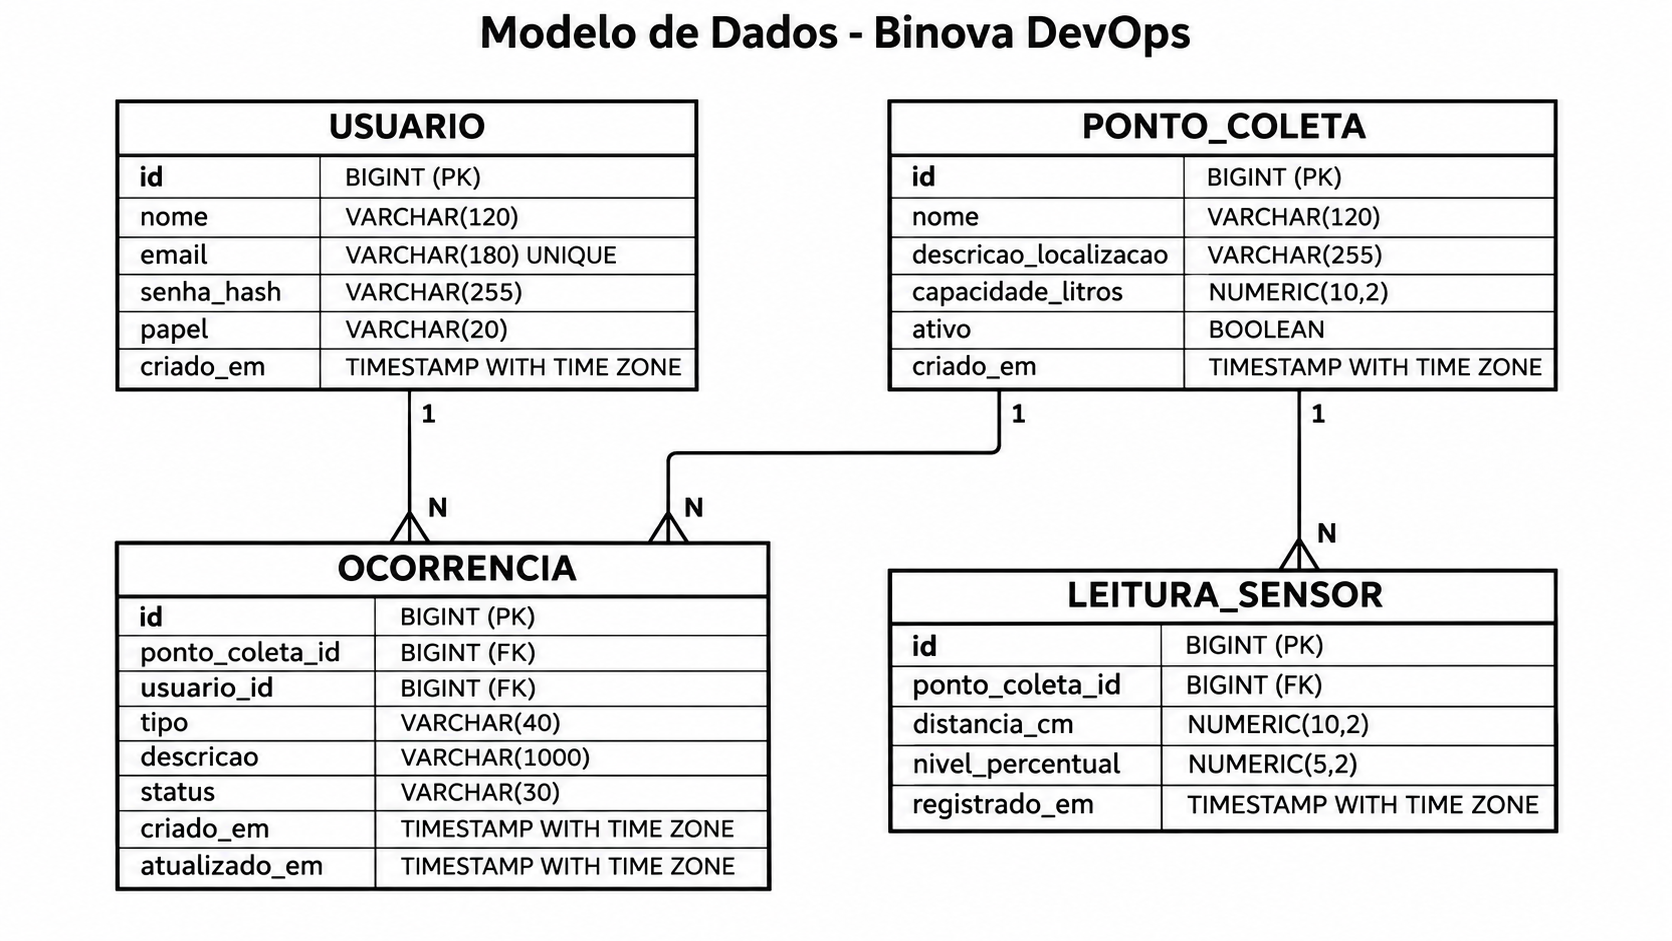 Modelo de Dados - Binova DevOps
USUARIO
id BIGINT (PK)
nome VARCHAR(120)
email VARCHAR(180) UNIQUE
senha_hash VARCHAR(255)
papel VARCHAR(20)
criado_em TIMESTAMP WITH TIME ZONE
PONTO_COLETA
id BIGINT (PK)
nome VARCHAR(120)
descricao_localizacao VARCHAR(255)
capacidade_litros NUMERIC(10,2)
ativo BOOLEAN
criado_em TIMESTAMP WITH TIME ZONE
1
1
1
N
N
N
OCORRENCIA
id BIGINT (PK)
ponto_coleta_id BIGINT (FK)
usuario_id BIGINT (FK)
tipo VARCHAR(40)
descricao VARCHAR(1000)
status VARCHAR(30)
criado_em TIMESTAMP WITH TIME ZONE
atualizado_em TIMESTAMP WITH TIME ZONE
LEITURA_SENSOR
id BIGINT (PK)
ponto_coleta_id BIGINT (FK)
distancia_cm NUMERIC(10,2)
nivel_percentual NUMERIC(5,2)
registrado_em TIMESTAMP WITH TIME ZONE